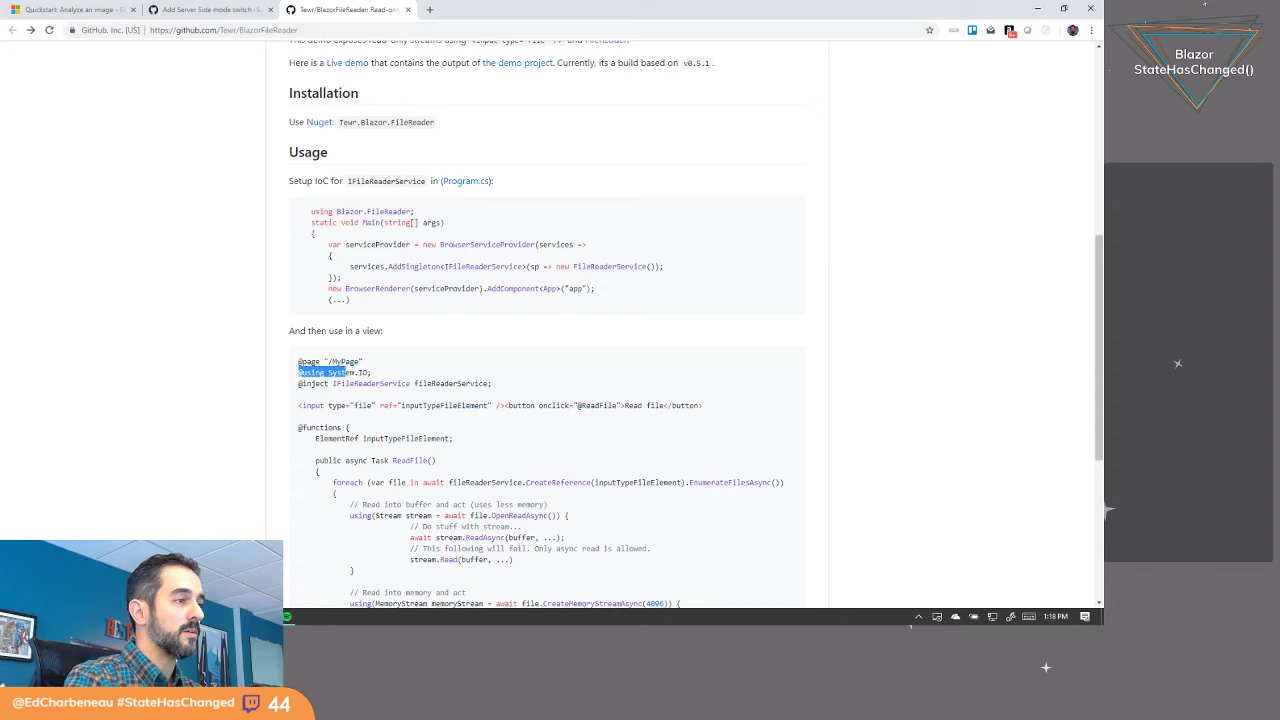 Quickstart: Analyze an image - S
Add Server Side mode switch - S
Tewr/BlazorFileReader: Read-on
GitHub, Inc. [US]
https://github.com/Tewr/BlazorFileReader
Here is a Live demo that contains the output of the demo project. Currently, its a build based on v0.5.1 .
Installation
Use Nuget: Tewr.Blazor.FileReader
Usage
Setup IoC for IFileReaderService in (Program.cs):
using Blazor.FileReader;
static void Main(string[] args)
{
var serviceProvider = new BrowserServiceProvider(services =>
{
services.AddSingleton<IFileReaderService>(sp => new FileReaderService());
});
new BrowserRenderer(serviceProvider).AddComponent<App>("app");
(...)
And then use in a view:
@page "/MyPage"
@using System.IO;
@inject IFileReaderService fileReaderService;
<input type="file" ref="inputTypeFileElement" /><button onclick="@ReadFile">Read file</button>
@functions {
ElementRef inputTypeFileElement;
public async Task ReadFile()
{
foreach (var file in await fileReaderService.CreateReference(inputTypeFileElement).EnumerateFilesAsync())
{
// Read into buffer and act (uses less memory)
using(Stream stream = await file.OpenReadAsync()) {
// Do stuff with stream...
await stream.ReadAsync(buffer, ...);
// This following will fail. Only async read is allowed.
stream.Read(buffer, ...)
}
// Read into memory and act
using(MemoryStream memoryStream = await file.CreateMemoryStreamAsync(4096)) {
1:18 PM
Blazor
StateHasChanged()
@EdCharbeneau #StateHasChanged
44